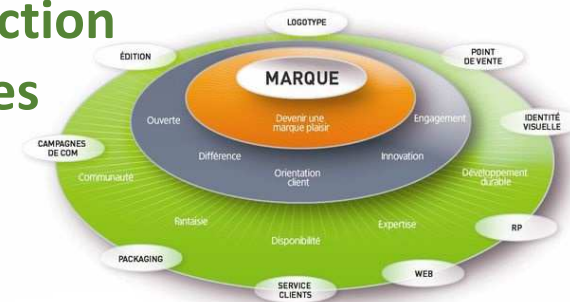 ction
es
LOGOTYPE
ÉDITION
POINT
DE VENTE
MARQUE
IDENTITÉ
VISUELLE
Ouverte
Devenir une
marque plaisir
Engagement
CAMPAGNES
DE COM
Différence
Innovation
Orientation
client
Communauté
Développement
durable
Fantaisie
Expertise
RP
Disponibilité
PACKAGING
WEB
SERVICE
CLIENTS